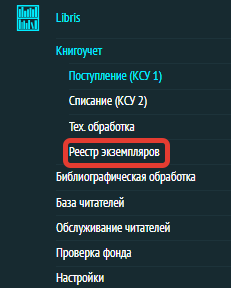 Libris
Книгоучет
Поступление (КСУ 1)
Списание (КСУ 2)
Тех. обработка
Реестр экземпляров
Библиографическая обработка
База читателей
Обслуживание читателей
Проверка фонда
Настройки